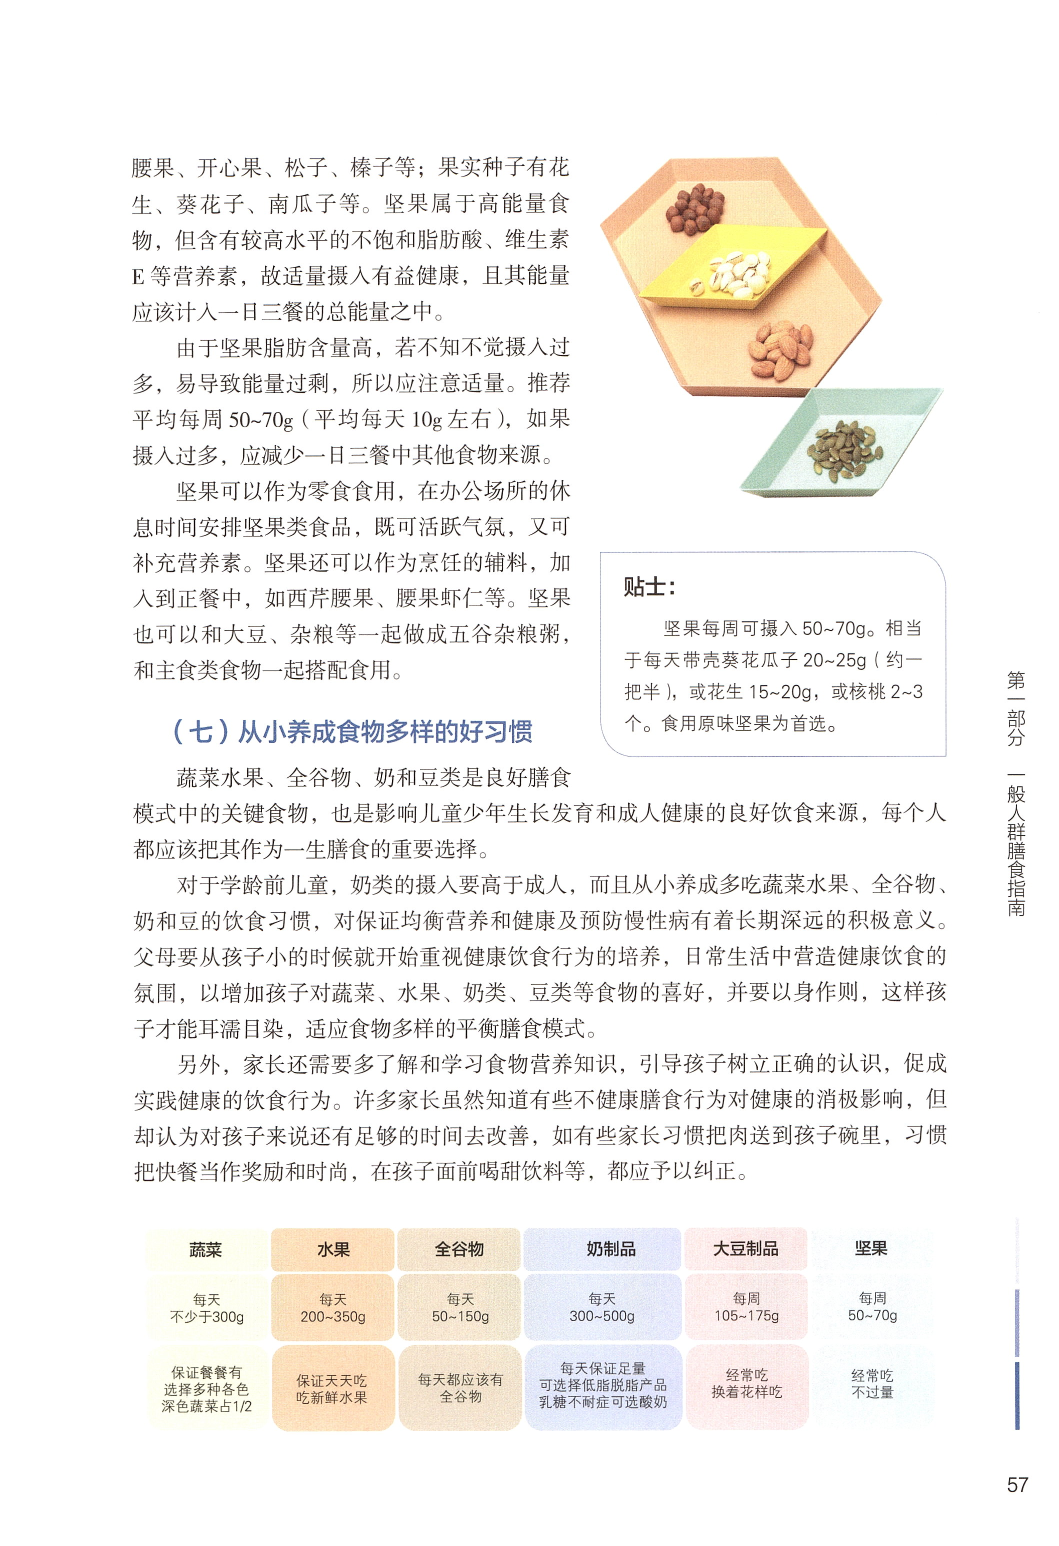 腰果、开心果、松子、榛子等；果实种子有花
生、葵花子、南瓜子等。坚果属于高能量食
物，但含有较高水平的不饱和脂肪酸、维生素
E 等营养素，故适量摄入有益健康，且其能量
应该计入一日三餐的总能量之中。
由于坚果脂肪含量高，若不知不觉摄入过
多，易导致能量过剩，所以应注意适量。推荐
平均每周 50~70g（平均每天 10g 左右），如果
摄入过多，应减少一日三餐中其他食物来源。
坚果可以作为零食食用，在办公场所的休
息时间安排坚果类食品，既可活跃气氛，又可
补充营养素。坚果还可以作为烹饪的辅料，加
入到正餐中，如西芹腰果、腰果虾仁等。坚果
也可以和大豆、杂粮等一起做成五谷杂粮粥，
和主食类食物一起搭配食用。
贴士：
坚果每周可摄入 50~70g。相当
于每天带壳葵花瓜子 20~25g（约一
把半），或花生 15~20g，或核桃 2~3
个。食用原味坚果为首选。
（七）从小养成食物多样的好习惯
蔬菜水果、全谷物、奶和豆类是良好膳食
模式中的关键食物，也是影响儿童少年生长发育和成人健康的良好饮食来源，每个人
都应该把其作为一生膳食的重要选择。
对于学龄前儿童，奶类的摄入要高于成人，而且从小养成多吃蔬菜水果、全谷物、
奶和豆的饮食习惯，对保证均衡营养和健康及预防慢性病有着长期深远的积极意义。
父母要从孩子小的时候就开始重视健康饮食行为的培养，日常生活中营造健康饮食的
氛围，以增加孩子对蔬菜、水果、奶类、豆类等食物的喜好，并要以身作则，这样孩
子才能耳濡目染，适应食物多样的平衡膳食模式。
另外，家长还需要多了解和学习食物营养知识，引导孩子树立正确的认识，促成
实践健康的饮食行为。许多家长虽然知道有些不健康膳食行为对健康的消极影响，但
却认为对孩子来说还有足够的时间去改善，如有些家长习惯把肉送到孩子碗里，习惯
把快餐当作奖励和时尚，在孩子面前喝甜饮料等，都应予以纠正。
蔬菜 水果 全谷物 奶制品 大豆制品 坚果
每天 每天 每天 每天 每周 每周
不少于300g 200~350g 50~150g 300~500g 105~175g 50~70g
保证餐餐有
选择多种各色
深色蔬菜占1/2
保证天天吃
吃新鲜水果
每天都应该有
全谷物
每天保证足量
可选择低脂脱脂产品
乳糖不耐症可选酸奶
经常吃
换着花样吃
经常吃
不过量
第一部分 一般人群膳食指南
57